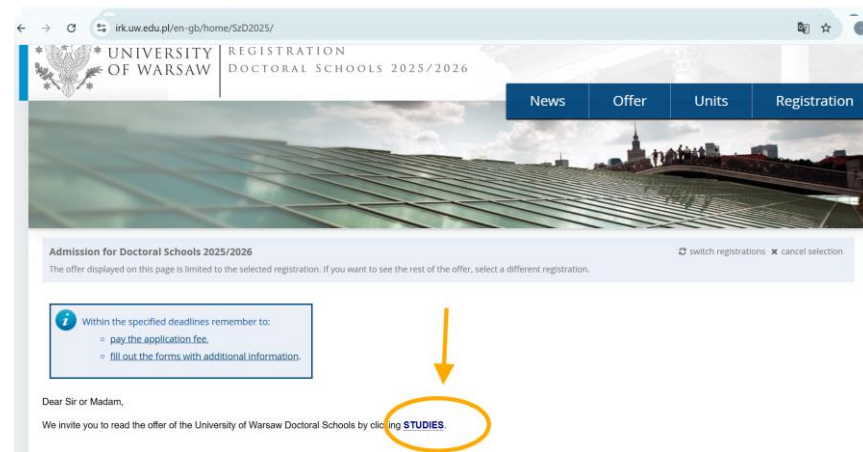 irk.uw.edu.pl/en-gb/home/SzD2025/
UNIVERSITY OF WARSAW
REGISTRATION
DOCTORAL SCHOOLS 2025/2026
News Offer Units Registration
Admission for Doctoral Schools 2025/2026
switch registrations cancel selection
The offer displayed on this page is limited to the selected registration. If you want to see the rest of the offer, select a different registration.
Within the specified deadlines remember to:
pay the application fee.
fill out the forms with additional information.
Dear Sir or Madam,
We invite you to read the offer of the University of Warsaw Doctoral Schools by clicking STUDIES.